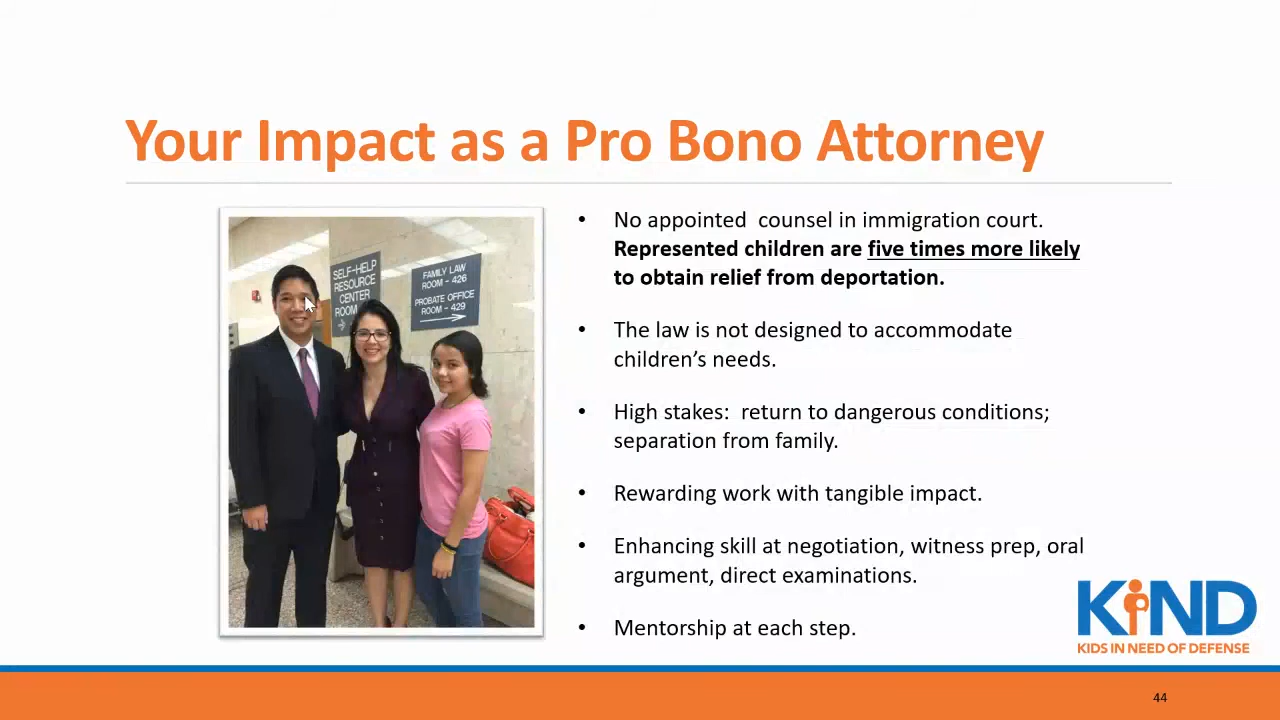 Your Impact as a Pro Bono Attorney
SELF-HELP
RESOURCE
CENTER
ROOM
FAMILY LAW
ROOM - 426
PROBATE OFFICE
ROOM - 429
• No appointed counsel in immigration court.
Represented children are five times more likely
to obtain relief from deportation.
• The law is not designed to accommodate
children’s needs.
• High stakes: return to dangerous conditions;
separation from family.
• Rewarding work with tangible impact.
• Enhancing skill at negotiation, witness prep, oral
argument, direct examinations.
• Mentorship at each step.
KiND
KIDS IN NEED OF DEFENSE
44